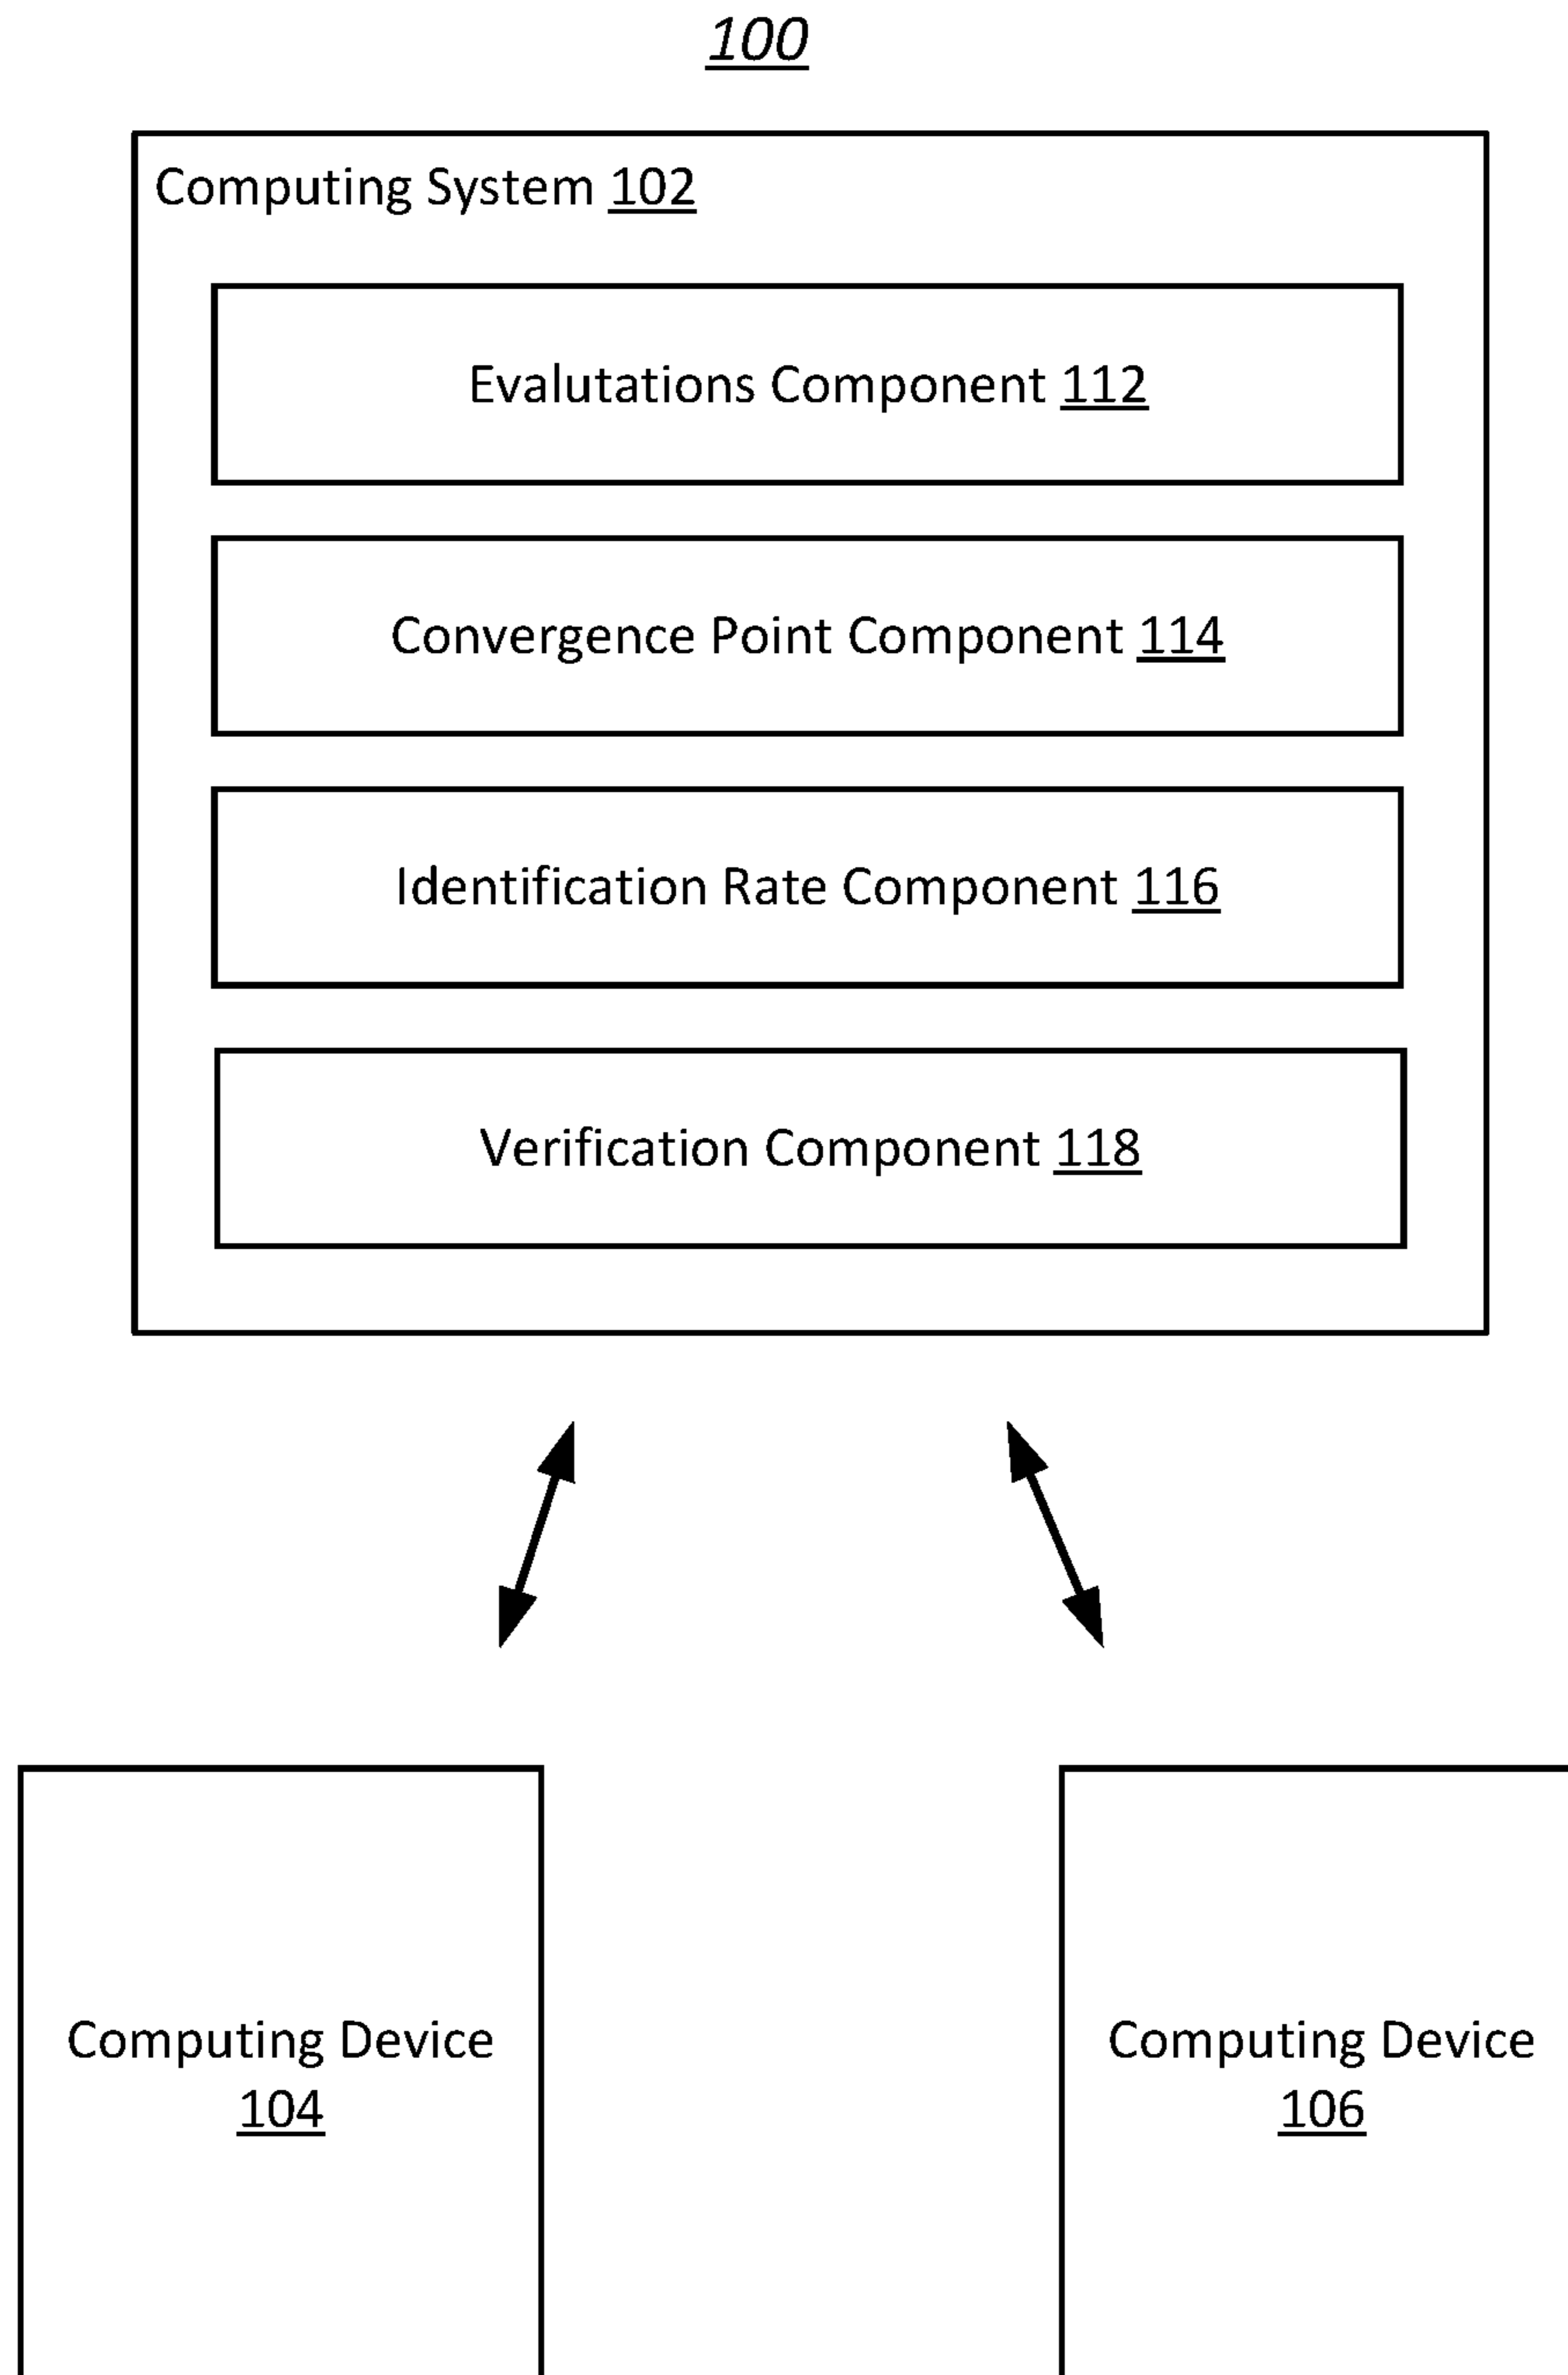 100
Computing System 102
Evalutations Component 112
Convergence Point Component 114
Identification Rate Component 116
Verification Component 118
Computing Device
104
Computing Device
106